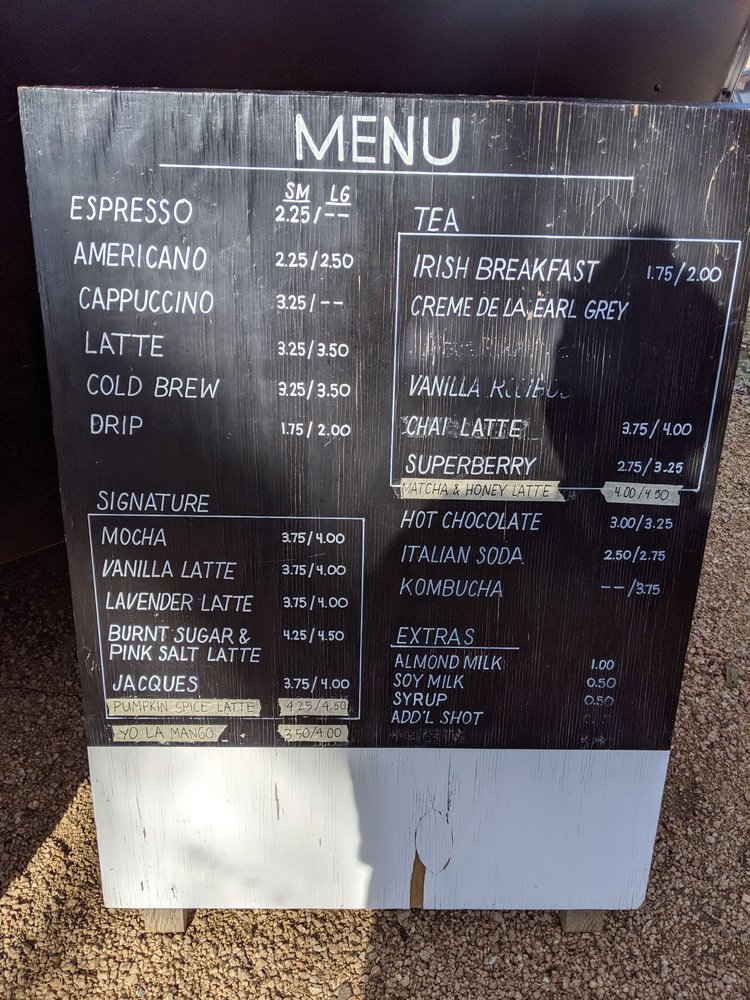 MENU
SM LG
ESPRESSO 2.25/--
AMERICANO 2.25/2.50
CAPPUCCINO 3.25/--
LATTE 3.25/3.50
COLD BREW 3.25/3.50
DRIP 1.75/2.00
SIGNATURE
MOCHA 3.75/4.00
VANILLA LATTE 3.75/4.00
LAVENDER LATTE 3.75/4.00
BURNT SUGAR & 4.25/4.50
PINK SALT LATTE
JACQUES 3.75/4.00
PUMPKIN SPICE LATTE 4.25/4.50
YO LA MANGO 3.50/4.00
TEA
IRISH BREAKFAST 1.75/2.00
CREME DE LA EARL GREY
VANILLA ROOIBOS
CHAI LATTE 3.75/4.00
SUPERBERRY 2.75/3.25
MATCHA & HONEY LATTE 4.00/4.50
HOT CHOCOLATE 3.00/3.25
ITALIAN SODA 2.50/2.75
KOMBUCHA --/3.75
EXTRAS
ALMOND MILK 1.00
SOY MILK 0.50
SYRUP 0.50
ADD'L SHOT